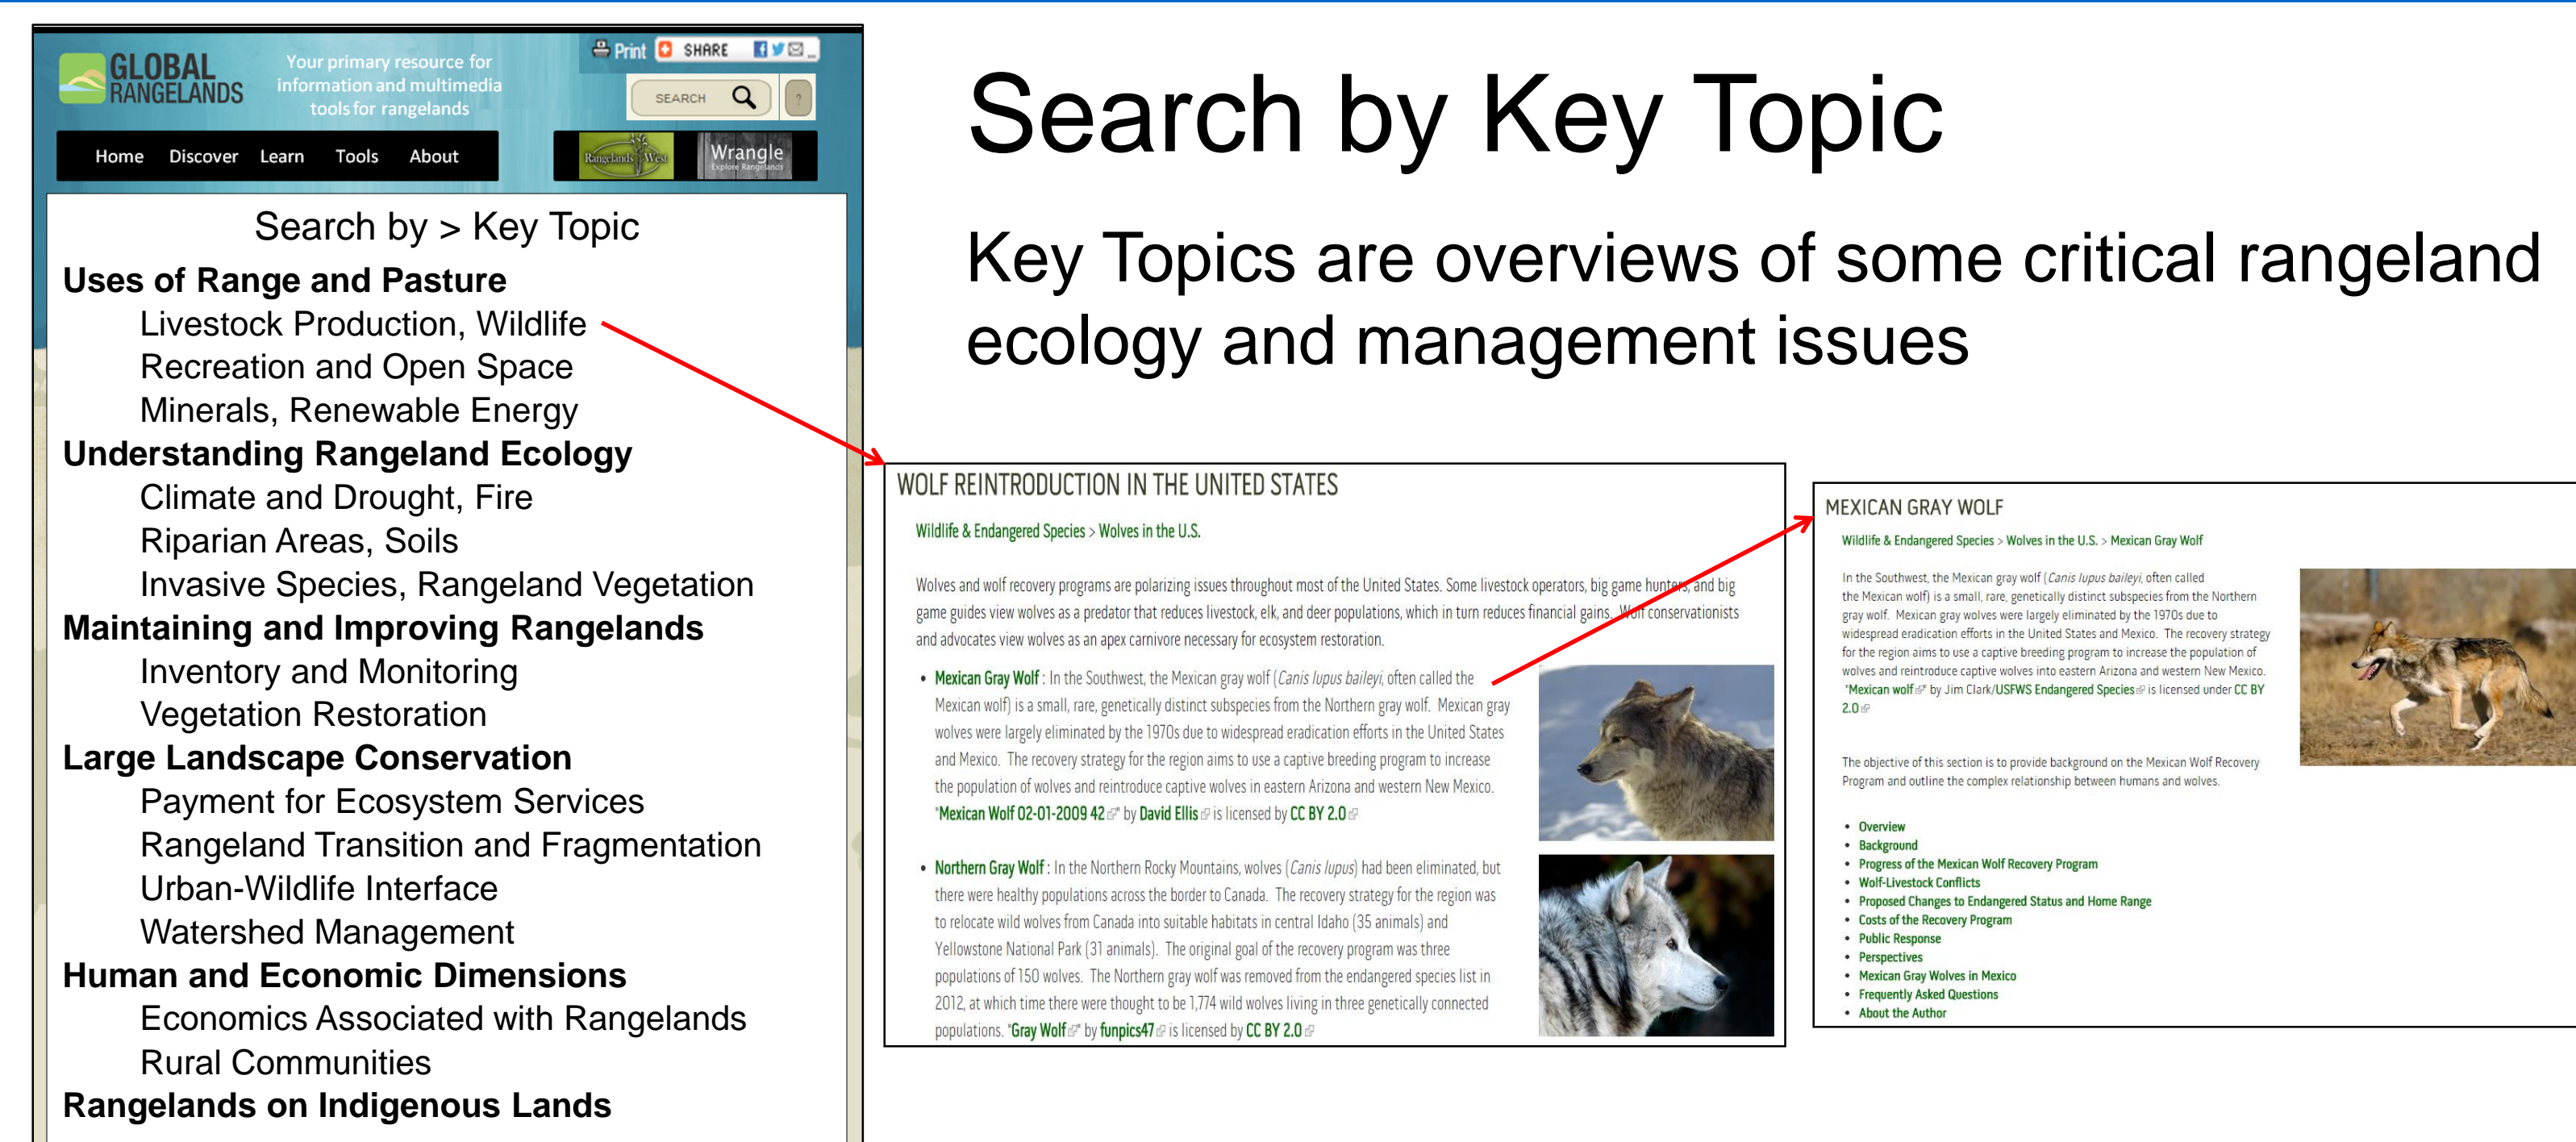 GLOBAL
RANGELANDS
Your primary resource for
information and multimedia
tools for rangelands
Print SHARE
SEARCH ?
Home Discover Learn Tools About
Rangelands West
Wrangle
Explore Rangelands
Search by > Key Topic
Uses of Range and Pasture
Livestock Production, Wildlife
Recreation and Open Space
Minerals, Renewable Energy
Understanding Rangeland Ecology
Climate and Drought, Fire
Riparian Areas, Soils
Invasive Species, Rangeland Vegetation
Maintaining and Improving Rangelands
Inventory and Monitoring
Vegetation Restoration
Large Landscape Conservation
Payment for Ecosystem Services
Rangeland Transition and Fragmentation
Urban-Wildlife Interface
Watershed Management
Human and Economic Dimensions
Economics Associated with Rangelands
Rural Communities
Rangelands on Indigenous Lands
Search by Key Topic
Key Topics are overviews of some critical rangeland
ecology and management issues
WOLF REINTRODUCTION IN THE UNITED STATES
Wildlife & Endangered Species > Wolves in the U.S.
Wolves and wolf recovery programs are polarizing issues throughout most of the United States. Some livestock operators, big game hunters, and big
game guides view wolves as a predator that reduces livestock, elk, and deer populations, which in turn reduces financial gains. Wolf conservationists
and advocates view wolves as an apex carnivore necessary for ecosystem restoration.
• Mexican Gray Wolf : In the Southwest, the Mexican gray wolf (Canis lupus baileyi, often called the
Mexican wolf) is a small, rare, genetically distinct subspecies from the Northern gray wolf. Mexican gray
wolves were largely eliminated by the 1970s due to widespread eradication efforts in the United States
and Mexico. The recovery strategy for the region aims to use a captive breeding program to increase
the population of wolves and reintroduce captive wolves in eastern Arizona and western New Mexico.
"Mexican Wolf 02-01-2009 42" by David Ellis is licensed by CC BY 2.0
• Northern Gray Wolf : In the Northern Rocky Mountains, wolves (Canis lupus) had been eliminated, but
there were healthy populations across the border to Canada. The recovery strategy for the region was
to relocate wild wolves from Canada into suitable habitats in central Idaho (35 animals) and
Yellowstone National Park (31 animals). The original goal of the recovery program was three
populations of 150 wolves. The Northern gray wolf was removed from the endangered species list in
2012, at which time there were thought to be 1,774 wild wolves living in three genetically connected
populations. "Gray Wolf" by funpics47 is licensed by CC BY 2.0
MEXICAN GRAY WOLF
Wildlife & Endangered Species > Wolves in the U.S. > Mexican Gray Wolf
In the Southwest, the Mexican gray wolf (Canis lupus baileyi, often called
the Mexican wolf) is a small, rare, genetically distinct subspecies from the Northern
gray wolf. Mexican gray wolves were largely eliminated by the 1970s due to
widespread eradication efforts in the United States and Mexico. The recovery strategy
for the region aims to use a captive breeding program to increase the population of
wolves and reintroduce captive wolves into eastern Arizona and western New Mexico.
"Mexican wolf" by Jim Clark/USFWS Endangered Species is licensed under CC BY
2.0
The objective of this section is to provide background on the Mexican Wolf Recovery
Program and outline the complex relationship between humans and wolves.
• Overview
• Background
• Progress of the Mexican Wolf Recovery Program
• Wolf-Livestock Conflicts
• Proposed Changes to Endangered Status and Home Range
• Costs of the Recovery Program
• Public Response
• Perspectives
• Mexican Gray Wolves in Mexico
• Frequently Asked Questions
• About the Author